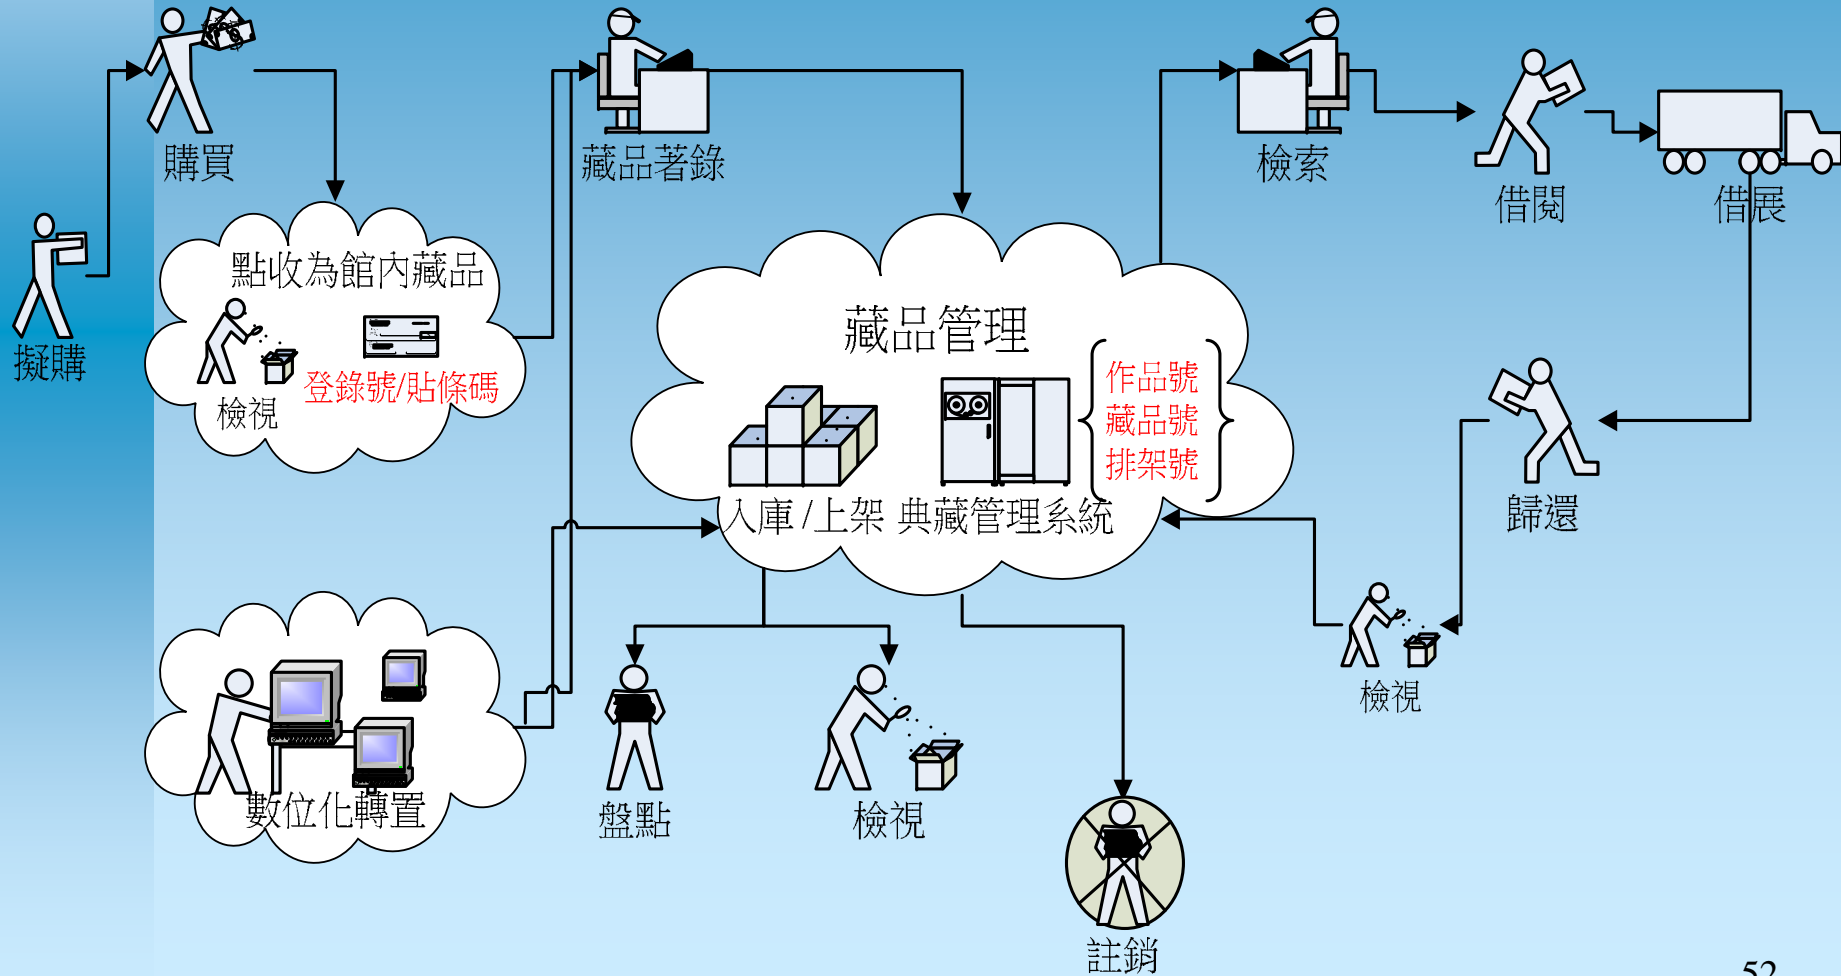 購買
藏品著錄
檢索
借閱
借展
擬購
點收為館內藏品
檢視
登錄號/貼條碼
藏品管理
作品號
藏品號
排架號
入庫/上架
典藏管理系統
歸還
檢視
數位化轉置
盤點
檢視
註銷
52